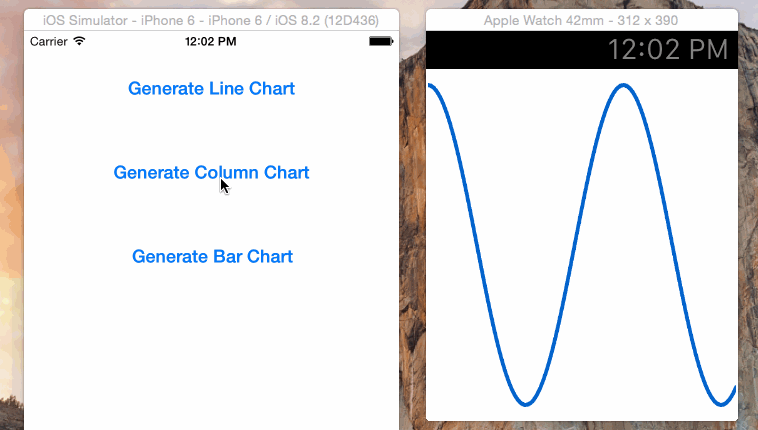 iOS Simulator - iPhone 6 - iPhone 6 / iOS 8.2 (12D436)
Carrier 12:02 PM
Generate Line Chart
Generate Column Chart
Generate Bar Chart
Apple Watch 42mm - 312 x 390
12:02 PM